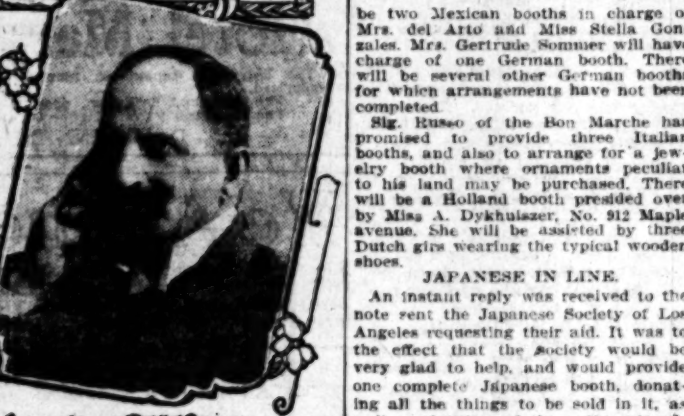 be two Mexican booths in charge o
Mrs. del Arto and Miss Stella Gon
zales. Mrs. Gertrude Sommer will have
charge of one German booth. Ther
will be several other German booths
for which arrangements have not been
completed
Sig. Russo of the Bon Marche has
promised to provide three Italian
booths, and also to arrange for a jew-
elry booth where ornaments peculiar
to his land may be purchased. There
will be a Holland booth presided over
by Miss A. Dykhuiszer, No. 912 Maple
avenue. She will be assisted by three
Dutch girs wearing the typical wooden
shoes.
JAPANESE IN LINE.
An instant reply was received to the
note sent the Japanese Society of Los
Angeles requesting their aid. It was to
the effect that the society would be
very glad to help, and would provide
one complete Japanese booth, donat-
ing all the things to be sold in it, as